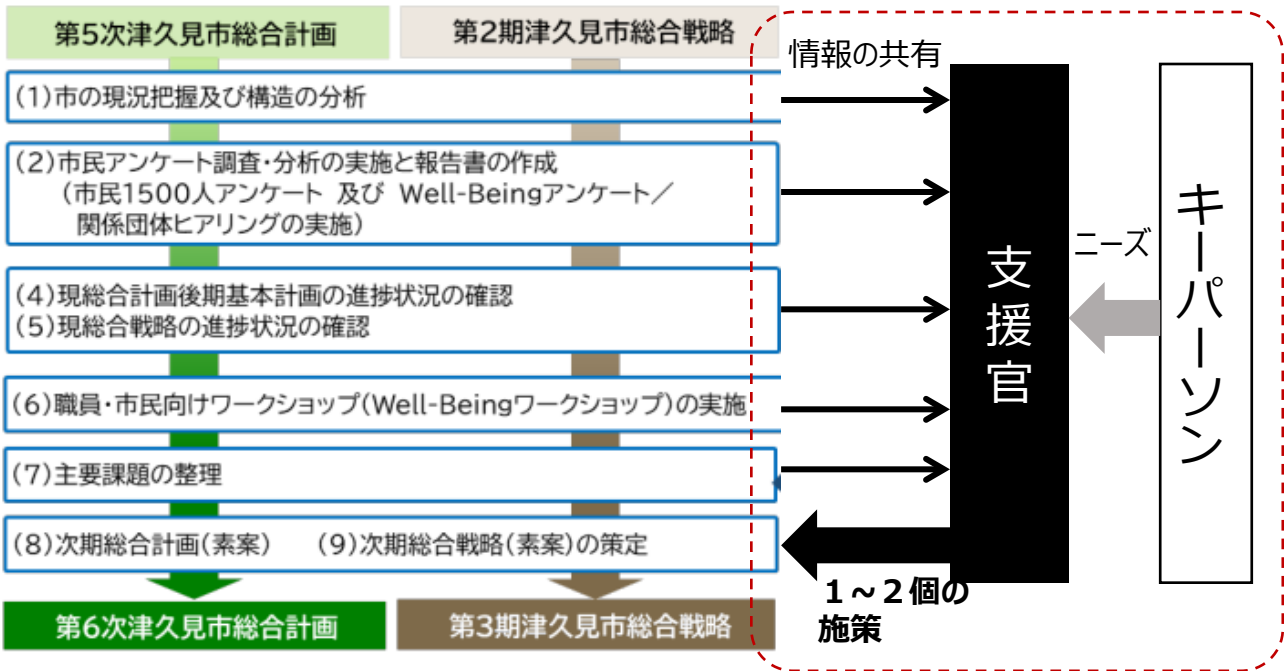 第5次津久見市総合計画
第2期津久見市総合戦略
(1)市の現況把握及び構造の分析
(2)市民アンケート調査・分析の実施と報告書の作成
(市民1500人アンケート 及び Well-Beingアンケート／
関係団体ヒアリングの実施)
(4)現総合計画後期基本計画の進捗状況の確認
(5)現総合戦略の進捗状況の確認
(6)職員・市民向けワークショップ(Well-Beingワークショップ)の実施
(7)主要課題の整理
(8)次期総合計画(素案) (9)次期総合戦略(素案)の策定
第6次津久見市総合計画
第3期津久見市総合戦略
情報の共有
支援官
ニーズ
キーパーソン
１～２個の
施策